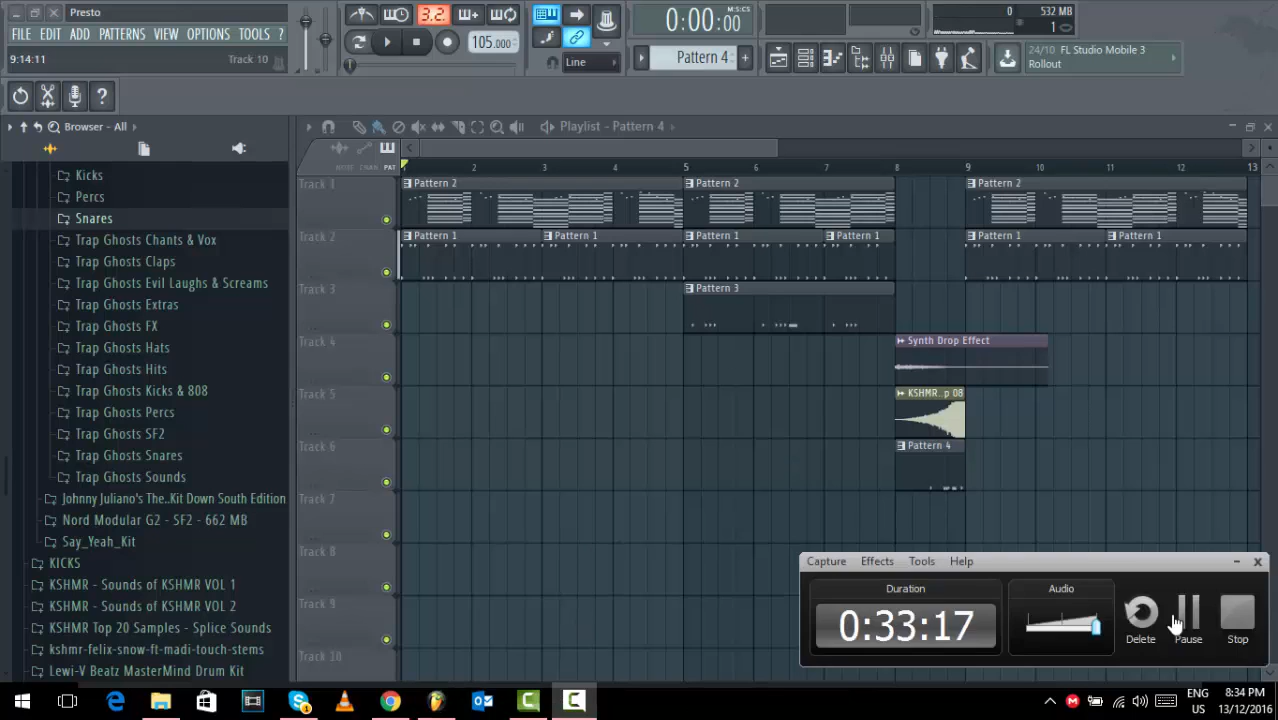 Presto
FILE EDIT ADD PATTERNS VIEW OPTIONS TOOLS ?
9:14:11 Track 10
3.2.
105.000
Line
0:00:00
M:S:CS
Pattern 4
0 532 MB
1
24/10 FL Studio Mobile 3
Rollout
?
Browser - All
Playlist - Pattern 4
Kicks
Percs
Snares
Trap Ghosts Chants & Vox
Trap Ghosts Claps
Trap Ghosts Evil Laughs & Screams
Trap Ghosts Extras
Trap Ghosts FX
Trap Ghosts Hats
Trap Ghosts Hits
Trap Ghosts Kicks & 808
Trap Ghosts Percs
Trap Ghosts SF2
Trap Ghosts Snares
Trap Ghosts Sounds
Johnny Juliano's The..Kit Down South Edition
Nord Modular G2 - SF2 - 662 MB
Say_Yeah_Kit
KICKS
KSHMR - Sounds of KSHMR VOL 1
KSHMR - Sounds of KSHMR VOL 2
KSHMR Top 20 Samples - Splice Sounds
kshmr-felix-snow-ft-madi-touch-stems
Lewi-V Beatz MasterMind Drum Kit
NOTE CHAN PAT
1 2 3 4 5 6 7 8 9 10 11 12 13
Track 1 Pattern 2 Pattern 2 Pattern 2
Track 2 Pattern 1 Pattern 1 Pattern 1 Pattern 1 Pattern 1 Pattern 1
Track 3 Pattern 3
Track 4 Synth Drop Effect
Track 5 KSHMR..p 08
Track 6 Pattern 4
Track 7
Track 8
Track 9
Track 10
Capture Effects Tools Help
Duration
0:33:17
Audio
Delete Pause Stop
ENG
US
8:34 PM
13/12/2016